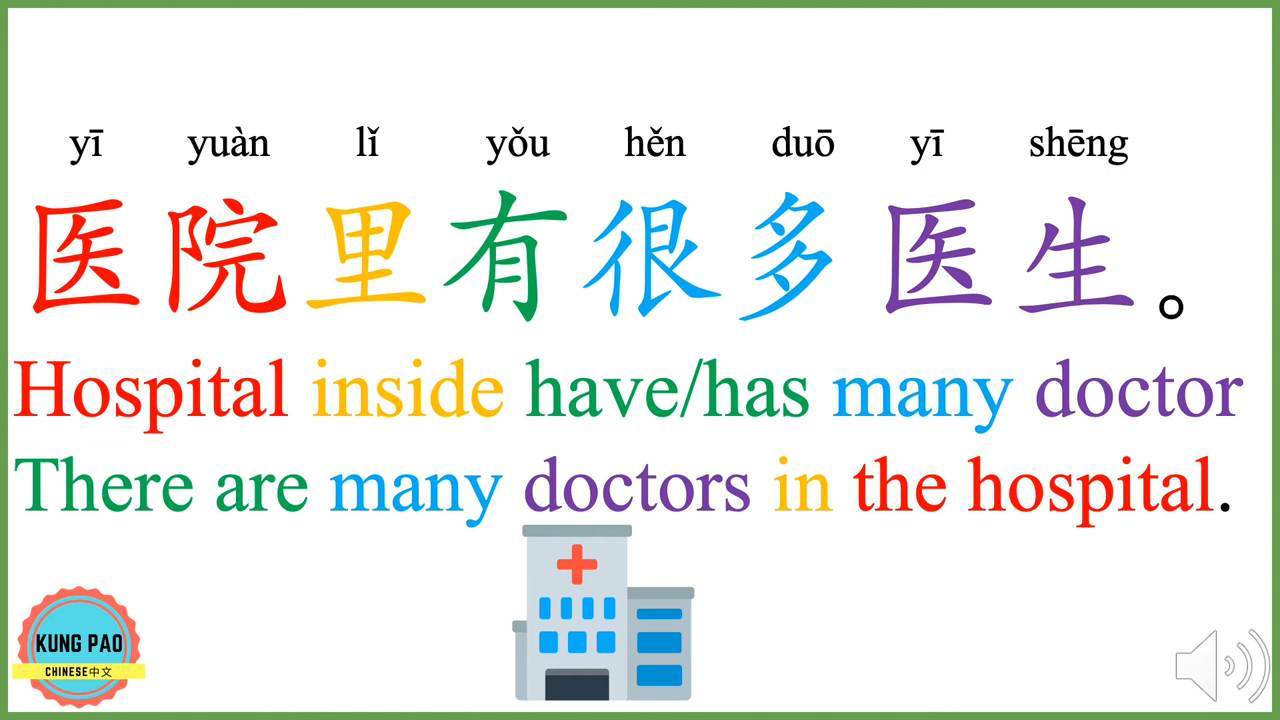 yī yuàn lǐ yǒu hěn duō yī shēng
医院里有很多医生。
Hospital inside have/has many doctor
There are many doctors in the hospital.
KUNG PAO
CHINESE中文